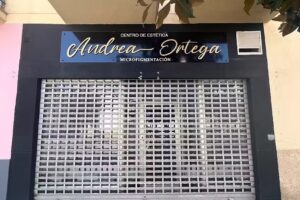 CENTRO DE ESTÉTICA
Andrea Ortega
MICROPIGMENTACIÓN